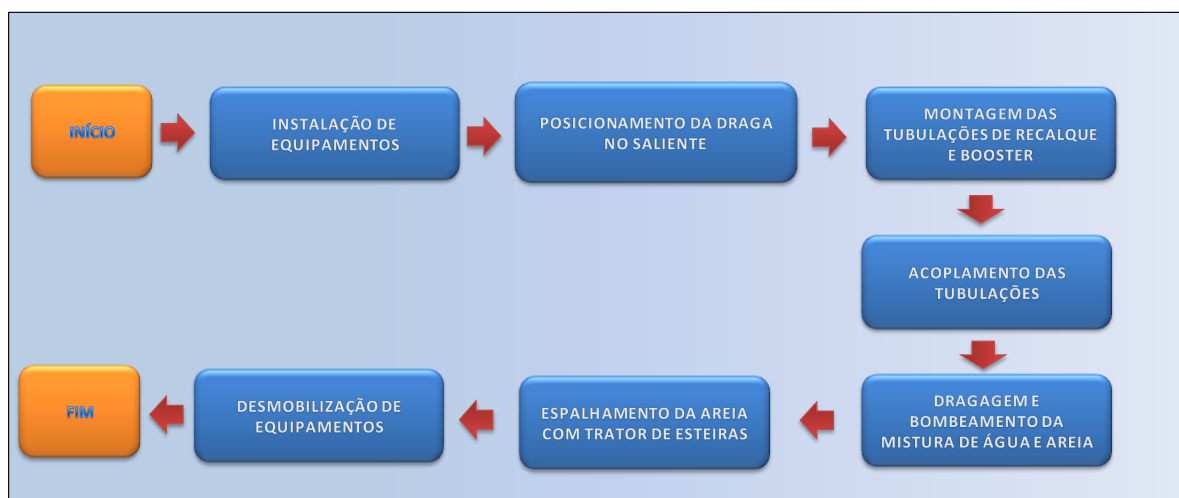 INÍCIO
INSTALAÇÃO DE
EQUIPAMENTOS
POSICIONAMENTO DA DRAGA
NO SALIENTE
MONTAGEM DAS
TUBULAÇÕES DE RECALQUE
E BOOSTER
ACOPLAMENTO DAS
TUBULAÇÕES
DRAGAGEM E
BOMBEAMENTO DA
MISTURA DE ÁGUA E AREIA
ESPALHAMENTO DA AREIA
COM TRATOR DE ESTEIRAS
DESMOBILIZAÇÃO DE
EQUIPAMENTOS
FIM